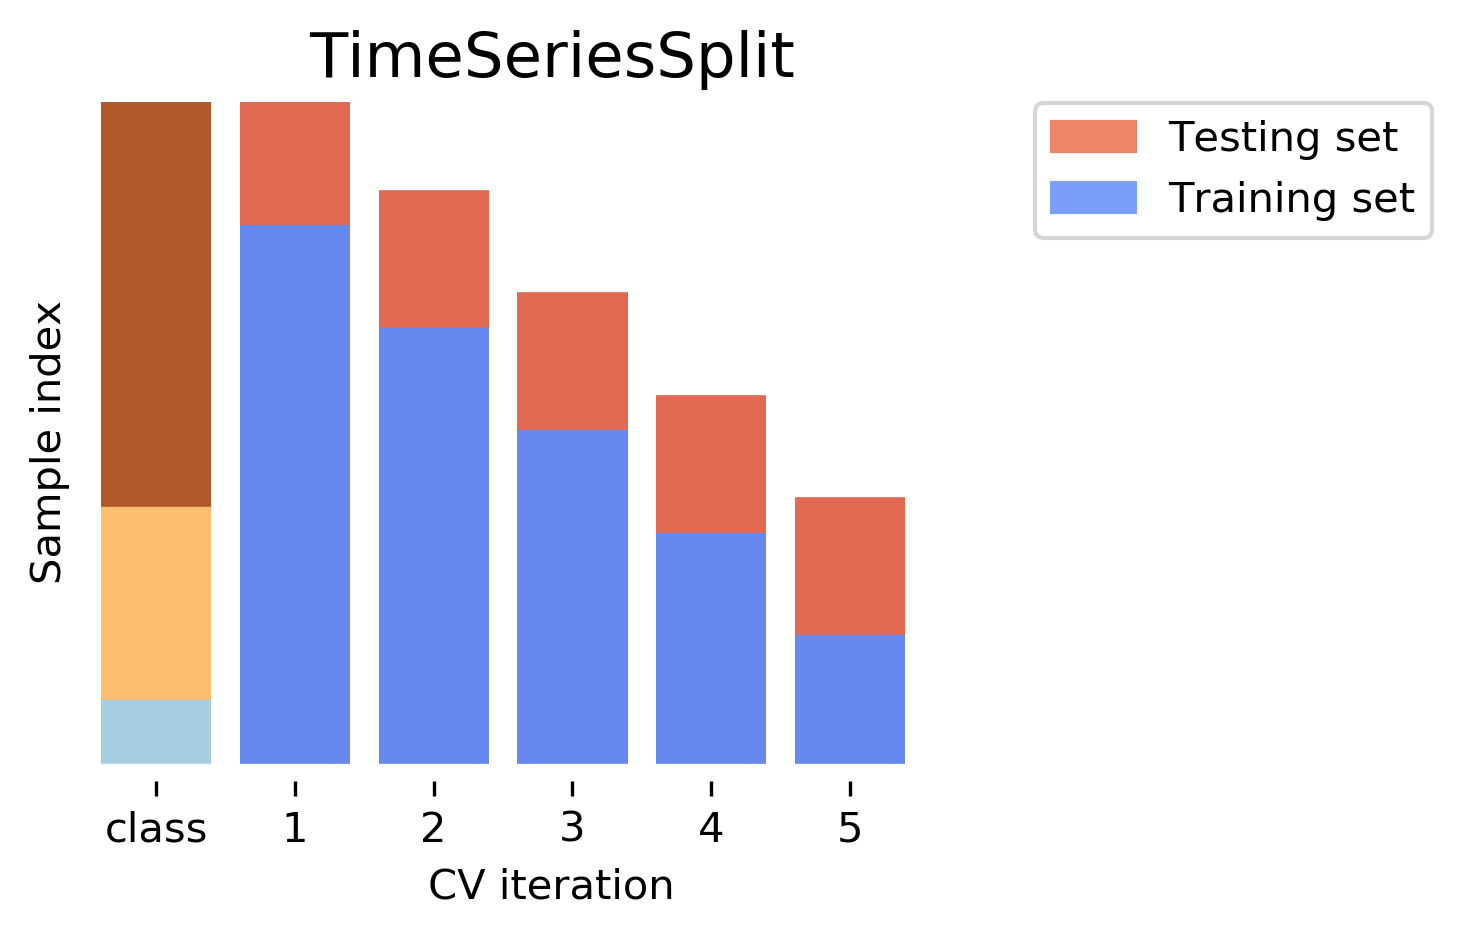 TimeSeriesSplit
Testing set
Training set
Sample index
class 1 2 3 4 5
CV iteration